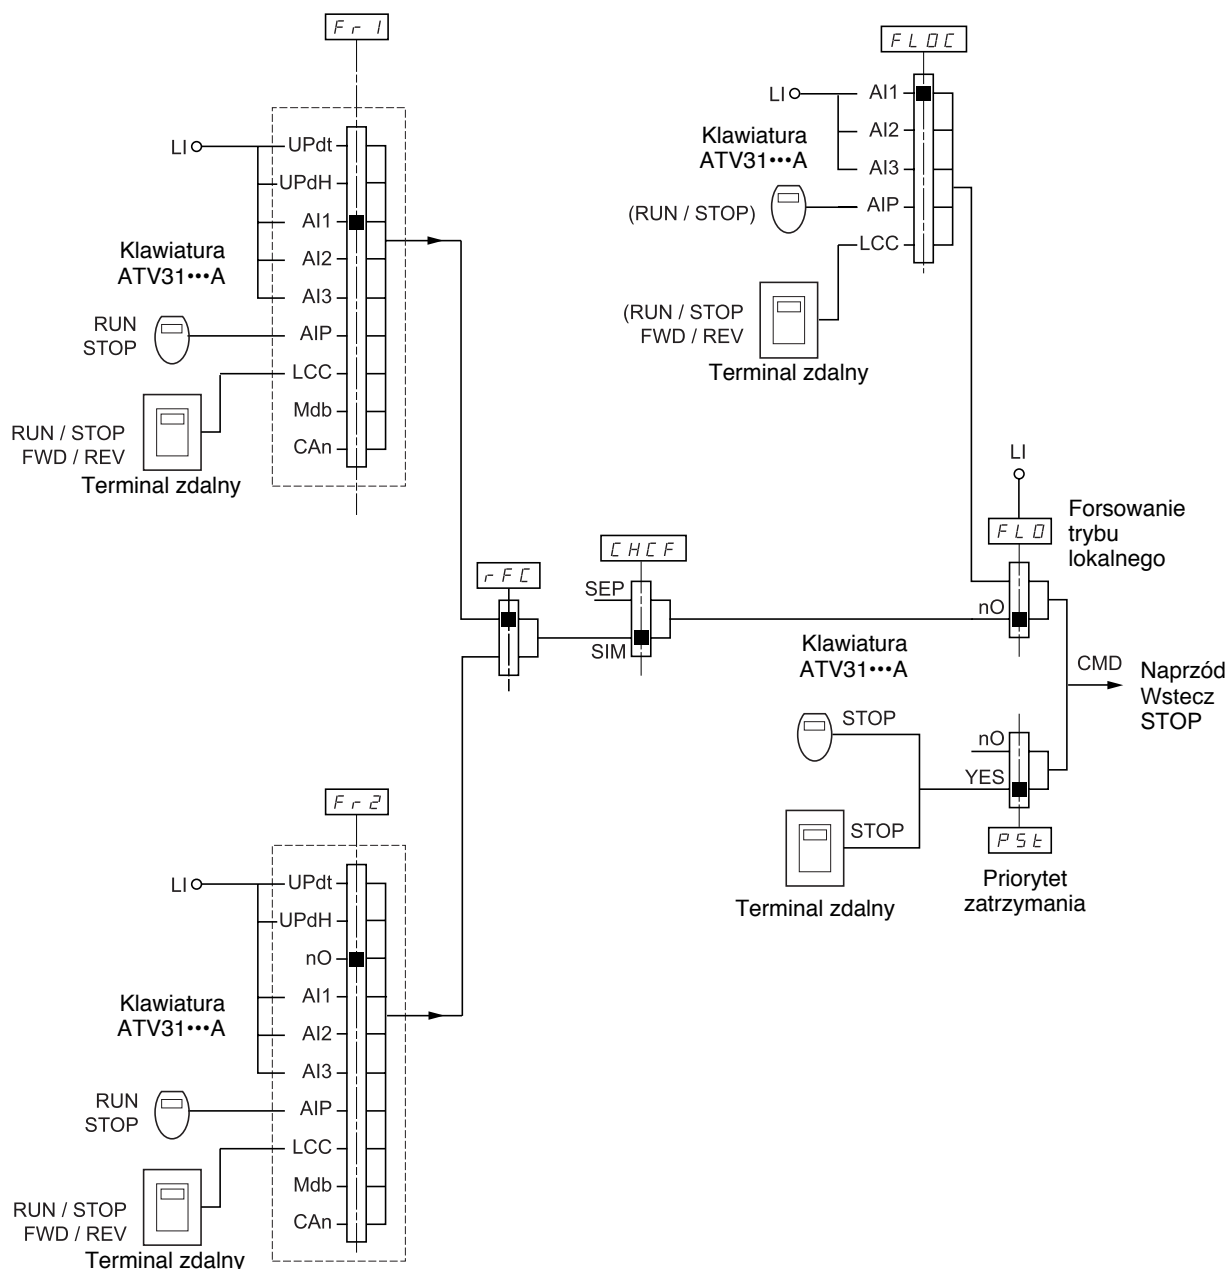 Fr1
LI
UPdt
UPdH
AI1
Klawiatura
ATV31•••A
AI2
AI3
RUN
STOP
AIP
LCC
Mdb
RUN / STOP
FWD / REV
CAn
Terminal zdalny
FLOC
LI
AI1
Klawiatura
ATV31•••A
AI2
AI3
(RUN / STOP)
AIP
LCC
(RUN / STOP
FWD / REV
Terminal zdalny
LI
FLO
Forsowanie
trybu
lokalnego
nO
rFC
CHCF
SEP
SIM
Klawiatura
ATV31•••A
CMD
Naprzód
Wstecz
STOP
STOP
nO
YES
STOP
PSt
Terminal zdalny
Priorytet
zatrzymania
Fr2
LI
UPdt
UPdH
nO
Klawiatura
ATV31•••A
AI1
AI2
AI3
RUN
STOP
AIP
LCC
Mdb
RUN / STOP
FWD / REV
CAn
Terminal zdalny